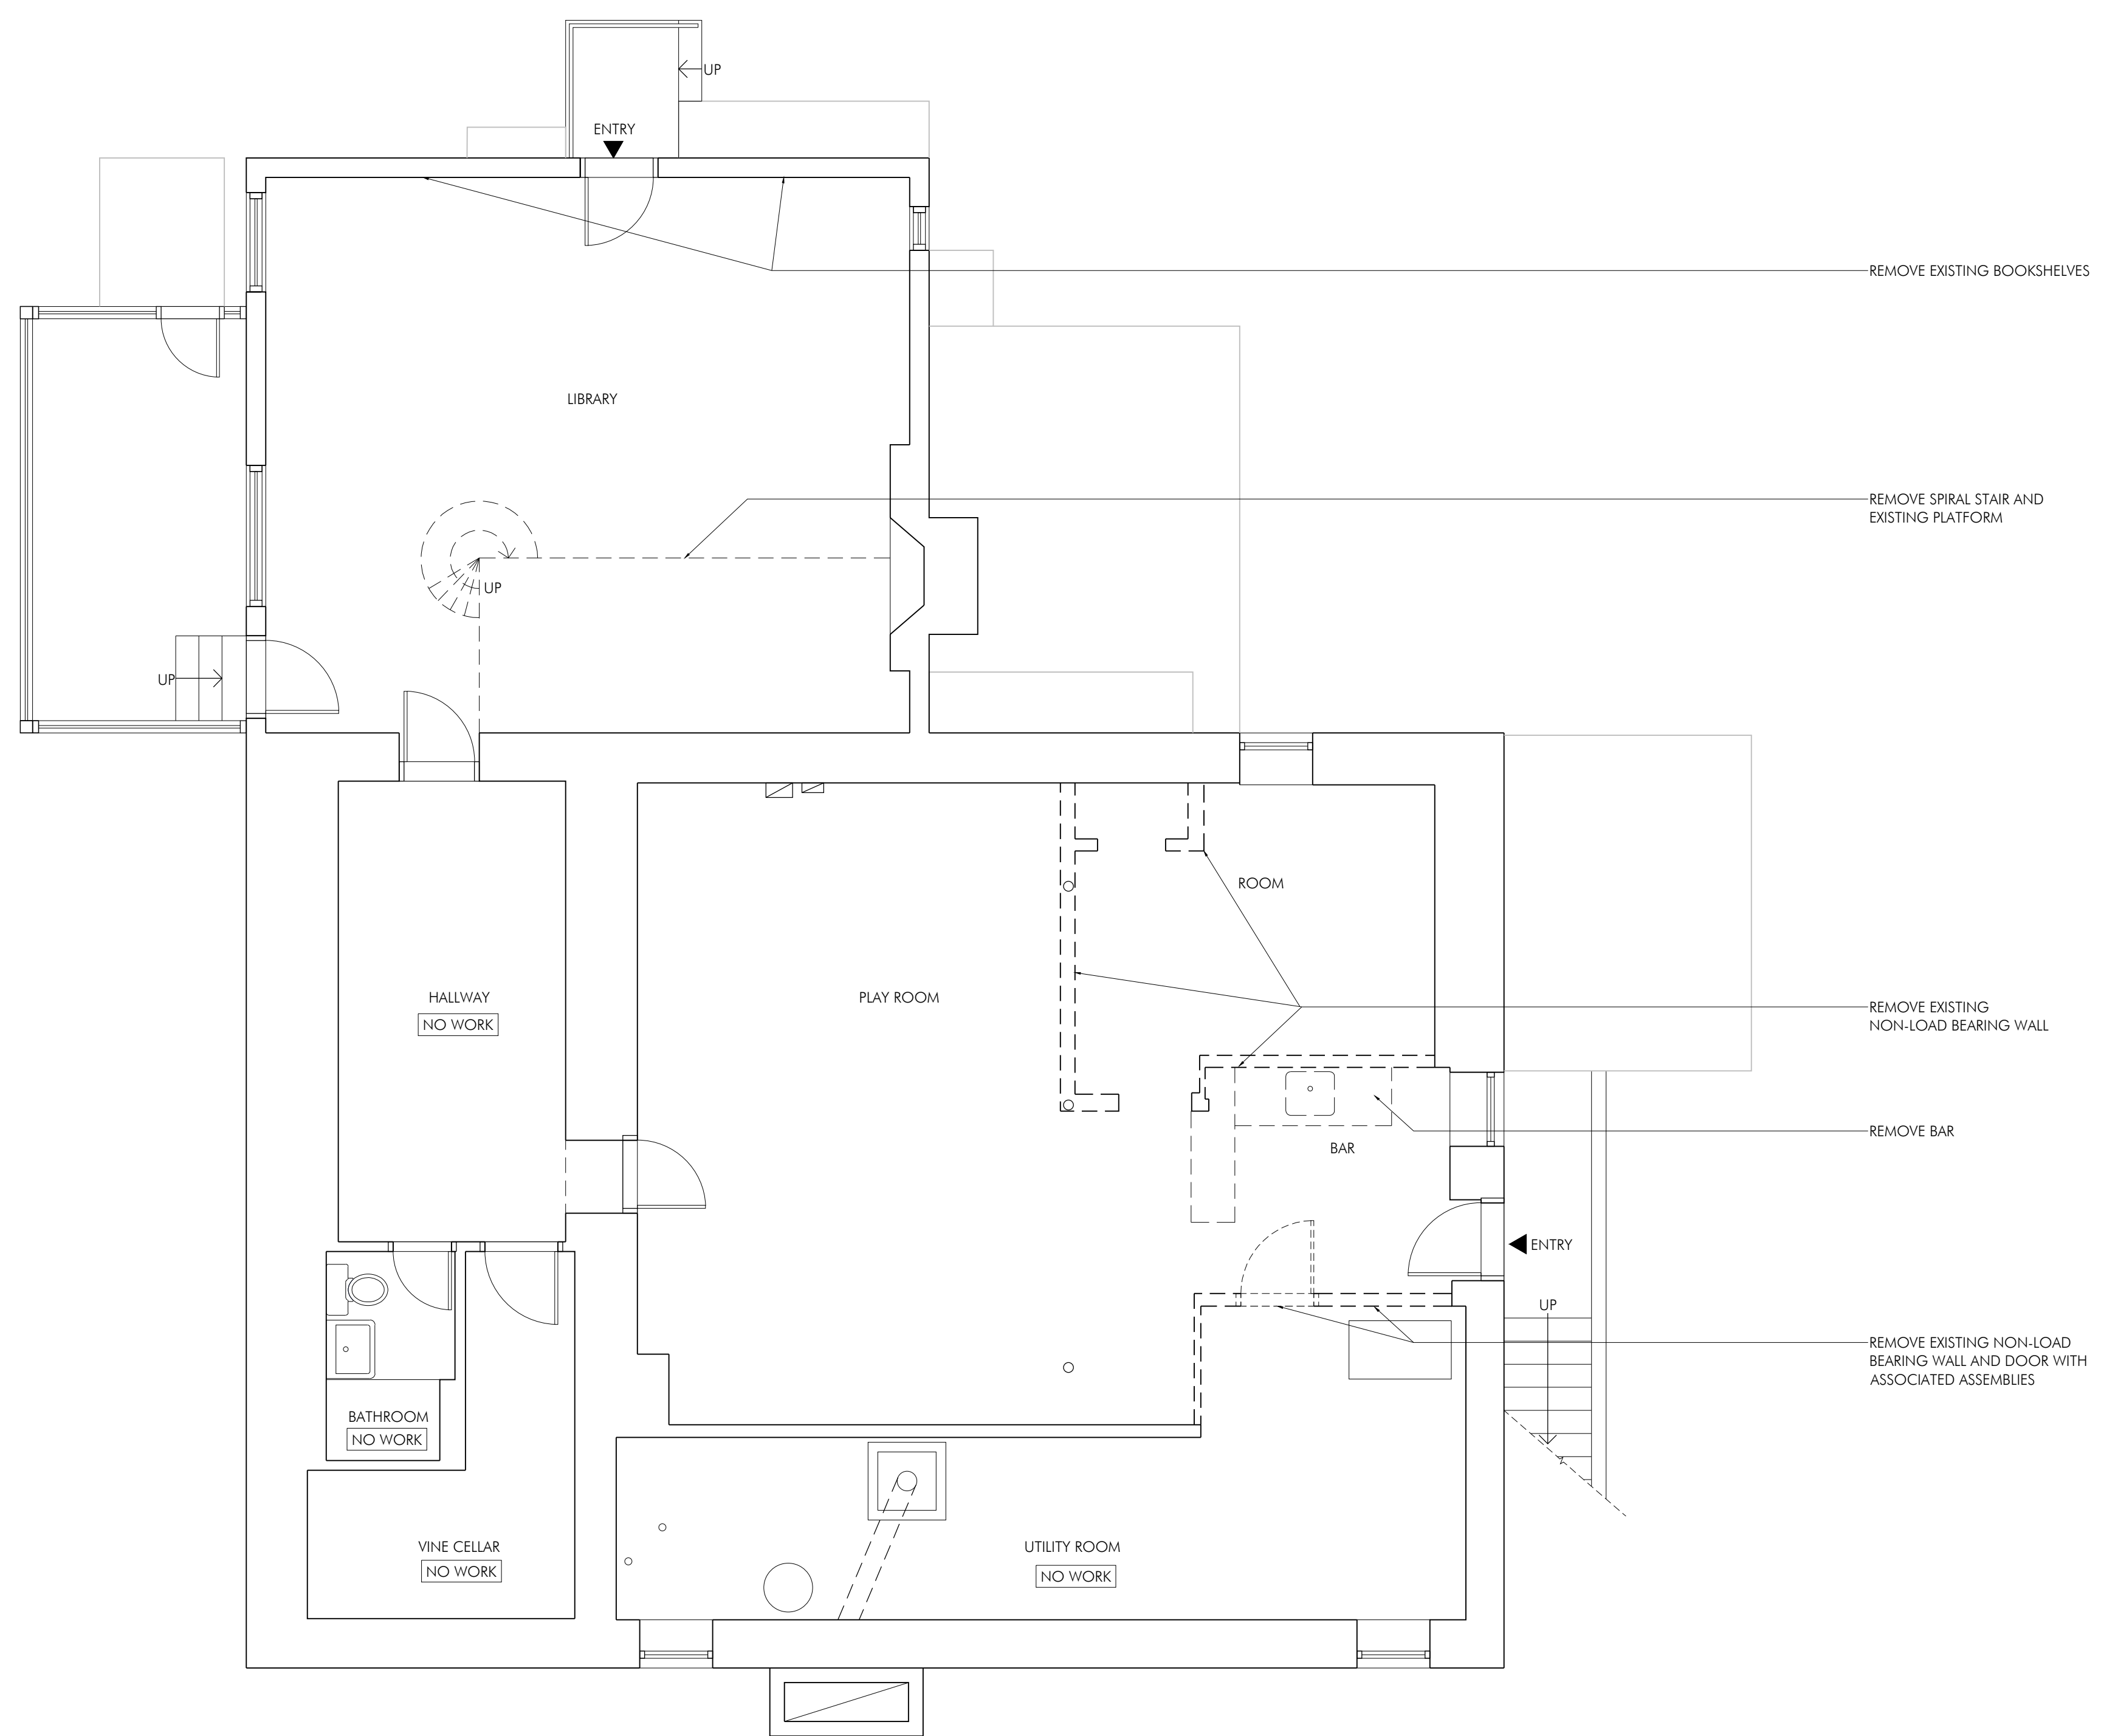 UP
ENTRY
REMOVE EXISTING BOOKSHELVES
LIBRARY
REMOVE SPIRAL STAIR AND
EXISTING PLATFORM
UP
UP
ROOM
HALLWAY
NO WORK
PLAY ROOM
REMOVE EXISTING
NON-LOAD BEARING WALL
REMOVE BAR
BAR
ENTRY
UP
REMOVE EXISTING NON-LOAD
BEARING WALL AND DOOR WITH
ASSOCIATED ASSEMBLIES
BATHROOM
NO WORK
VINE CELLAR
NO WORK
UTILITY ROOM
NO WORK